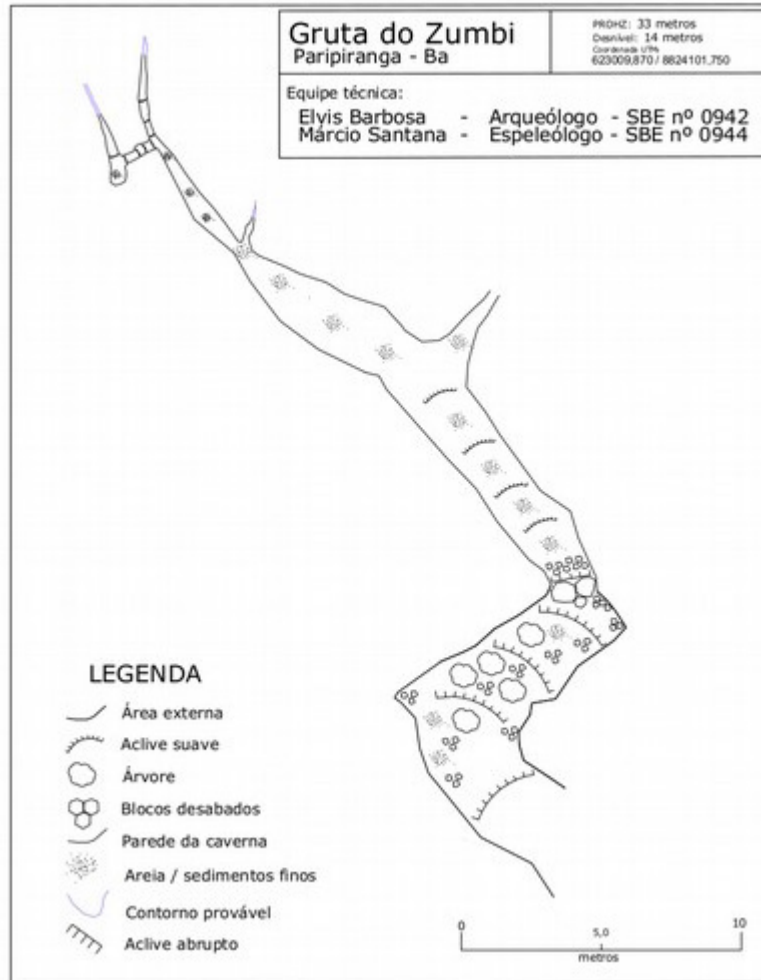 Gruta do Zumbi
Paripiranga - Ba
PROHZ: 33 metros
Desnível: 14 metros
Coordenada UTM
623009,870 / 8824101,750
Equipe técnica:
Elvis Barbosa - Arqueólogo - SBE nº 0942
Márcio Santana - Espeleólogo - SBE nº 0944
LEGENDA
Área externa
Aclive suave
Árvore
Blocos desabados
Parede da caverna
Areia / sedimentos finos
Contorno provável
Aclive abrupto
0 5,0 10
metros